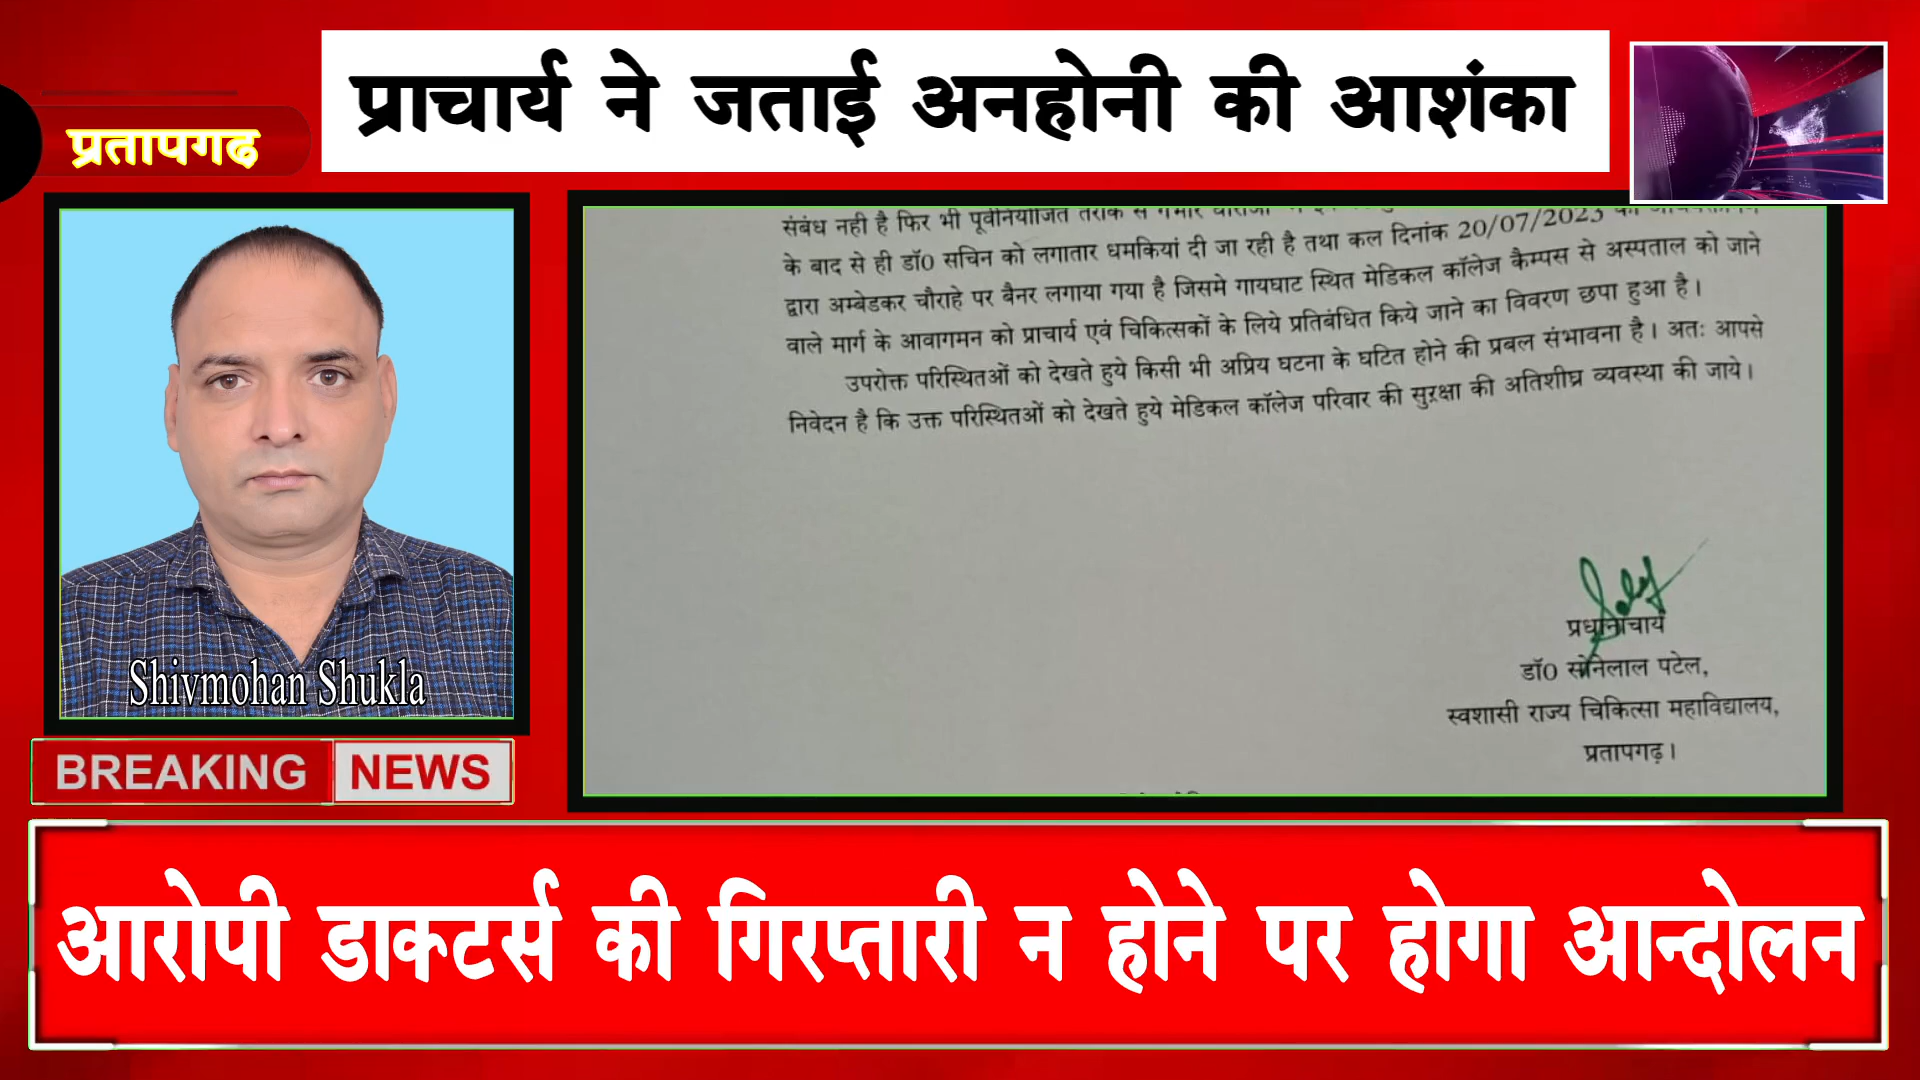 प्राचार्य ने जताई अनहोनी की आशंका
प्रतापगढ़
संबंध नही है फिर भी पूर्वनियोजित तरीके से गंभीर धाराओं
के बाद से ही डॉ0 सचिन को लगातार धमकियां दी जा रही है तथा कल दिनांक 20/07/2023 को
द्वारा अम्बेडकर चौराहे पर बैनर लगाया गया है जिसमे गायघाट स्थित मेडिकल कॉलेज कैम्पस से अस्पताल को जाने
वाले मार्ग के आवागमन को प्राचार्य एवं चिकित्सकों के लिये प्रतिबंधित किये जाने का विवरण छपा हुआ है।
उपरोक्त परिस्थितओं को देखते हुये किसी भी अप्रिय घटना के घटित होने की प्रबल संभावना है। अतः आपसे
निवेदन है कि उक्त परिस्थितओं को देखते हुये मेडिकल कॉलेज परिवार की सुरक्षा की अतिशीघ्र व्यवस्था की जाये।
प्रधानाचार्य
डॉ0 सोनेलाल पटेल,
स्वशासी राज्य चिकित्सा महाविद्यालय,
प्रतापगढ़।
Shivmohan Shukla
BREAKING NEWS
आरोपी डाक्टर्स की गिरप्तारी न होने पर होगा आन्दोलन